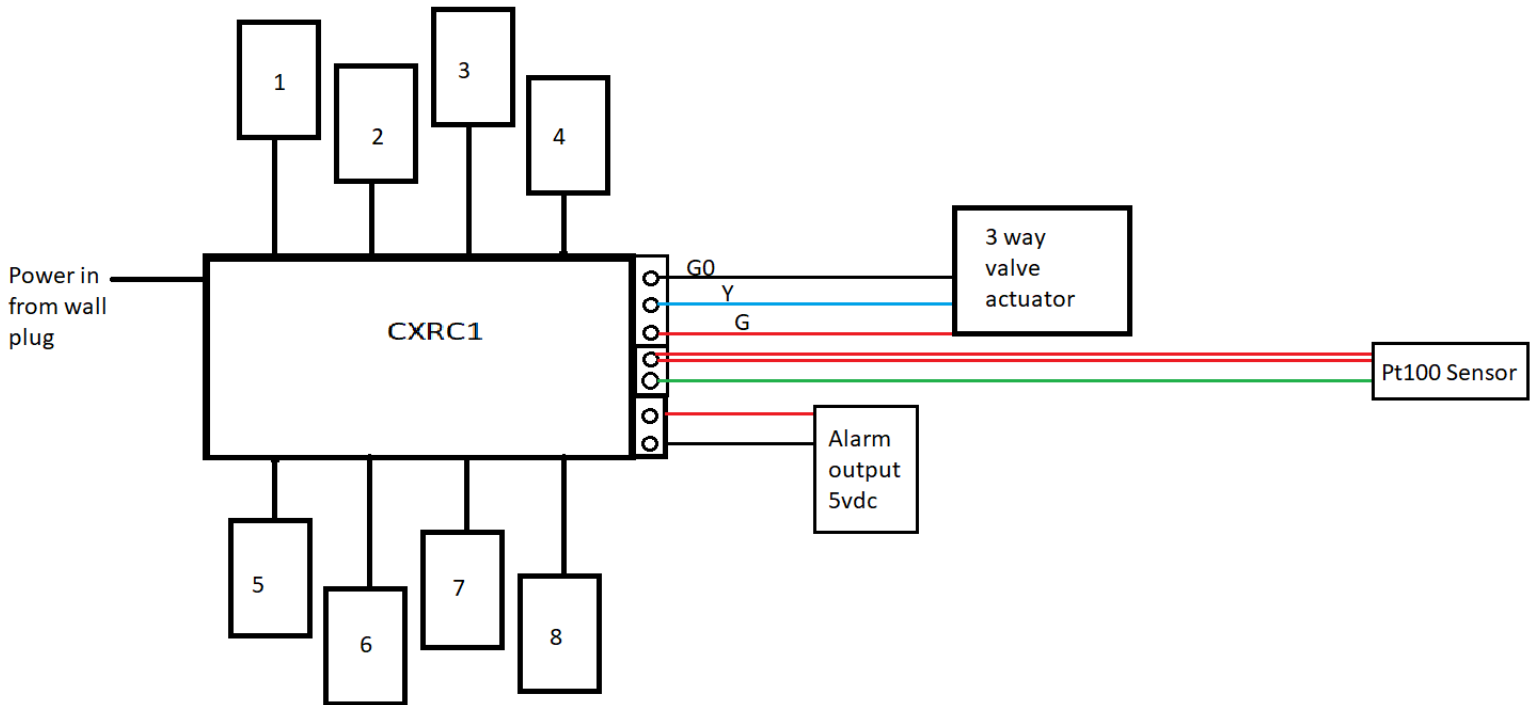 1
2
3
4
Power in
from wall
plug
CXRC1
G0
Y
G
3 way
valve
actuator
Pt100 Sensor
Alarm
output
5vdc
5
6
7
8